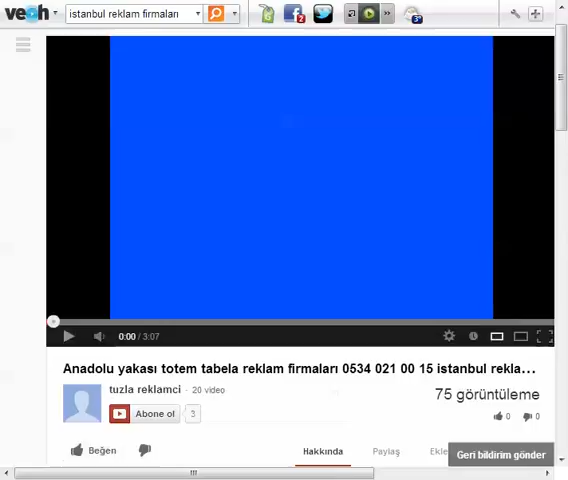 veoh istanbul reklam firmaları
2 3°
0:00 / 3:07
Anadolu yakası totem tabela reklam firmaları 0534 021 00 15 istanbul rekla...
tuzla reklamci - 20 video
75 görüntüleme
Abone ol 3
0 0
Beğen
Hakkında Paylaş Ekle
Geri bildirim gönder